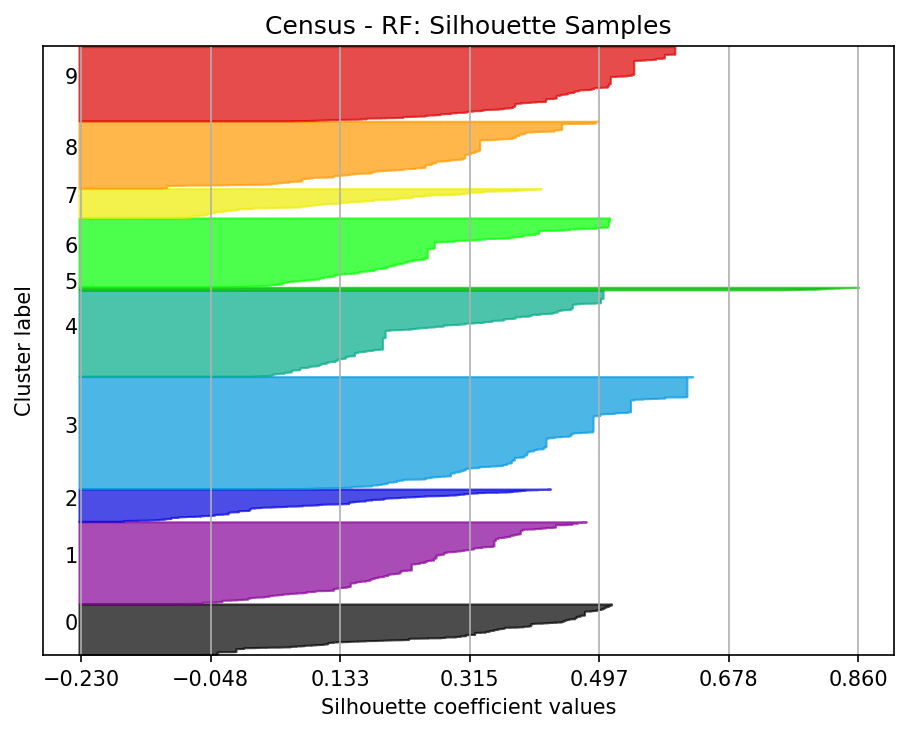 Census - RF: Silhouette Samples
9
8
7
6
5
4
3
2
1
0
Cluster label
−0.230 −0.048 0.133 0.315 0.497 0.678 0.860
Silhouette coefficient values